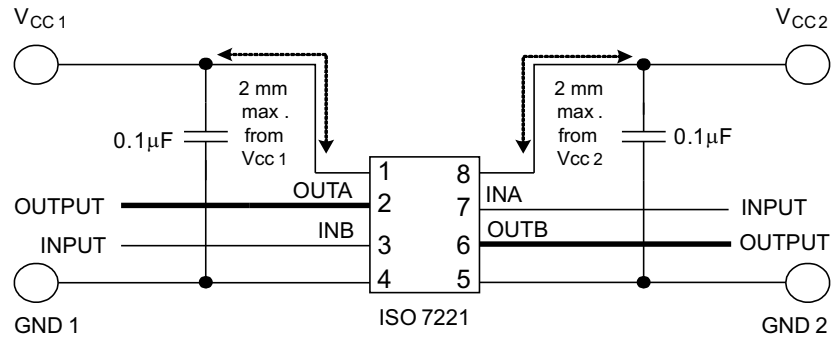 VCC 1
VCC 2
2 mm
max .
from
Vcc 1
2 mm
max .
from
Vcc 2
0.1µF
0.1µF
1
8
OUTPUT
OUTA
2
7
INA
INPUT
INPUT
INB
3
6
OUTB
OUTPUT
4
5
GND 1
ISO 7221
GND 2